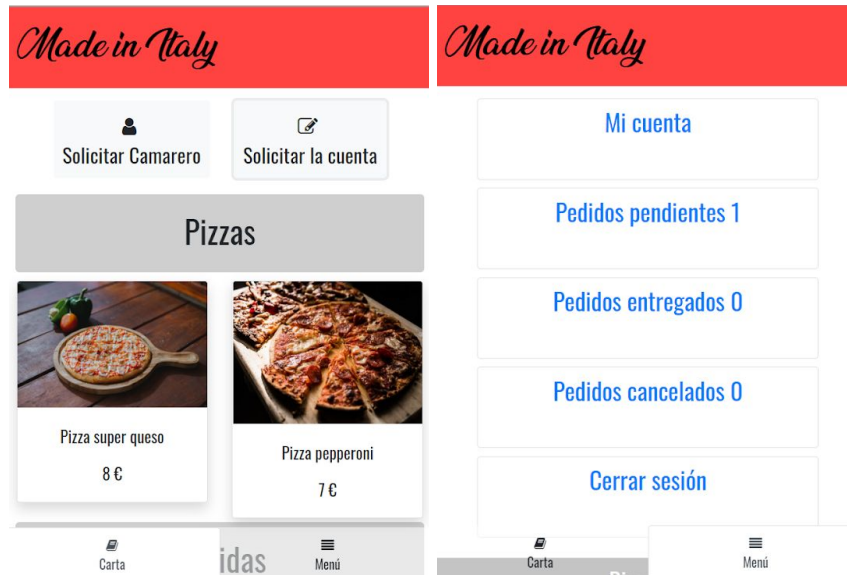 Made in Italy
Solicitar Camarero
Solicitar la cuenta
Pizzas
Pizza super queso
8 €
Pizza pepperoni
7 €
idas
Carta
Menú
Made in Italy
Mi cuenta
Pedidos pendientes 1
Pedidos entregados 0
Pedidos cancelados 0
Cerrar sesión
Carta
Menú